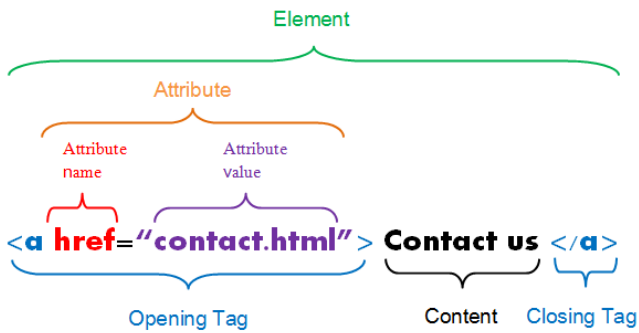 Element
Attribute
Attribute
name
Attribute
value
<a href=“contact.html”> Contact us </a>
Opening Tag
Content
Closing Tag